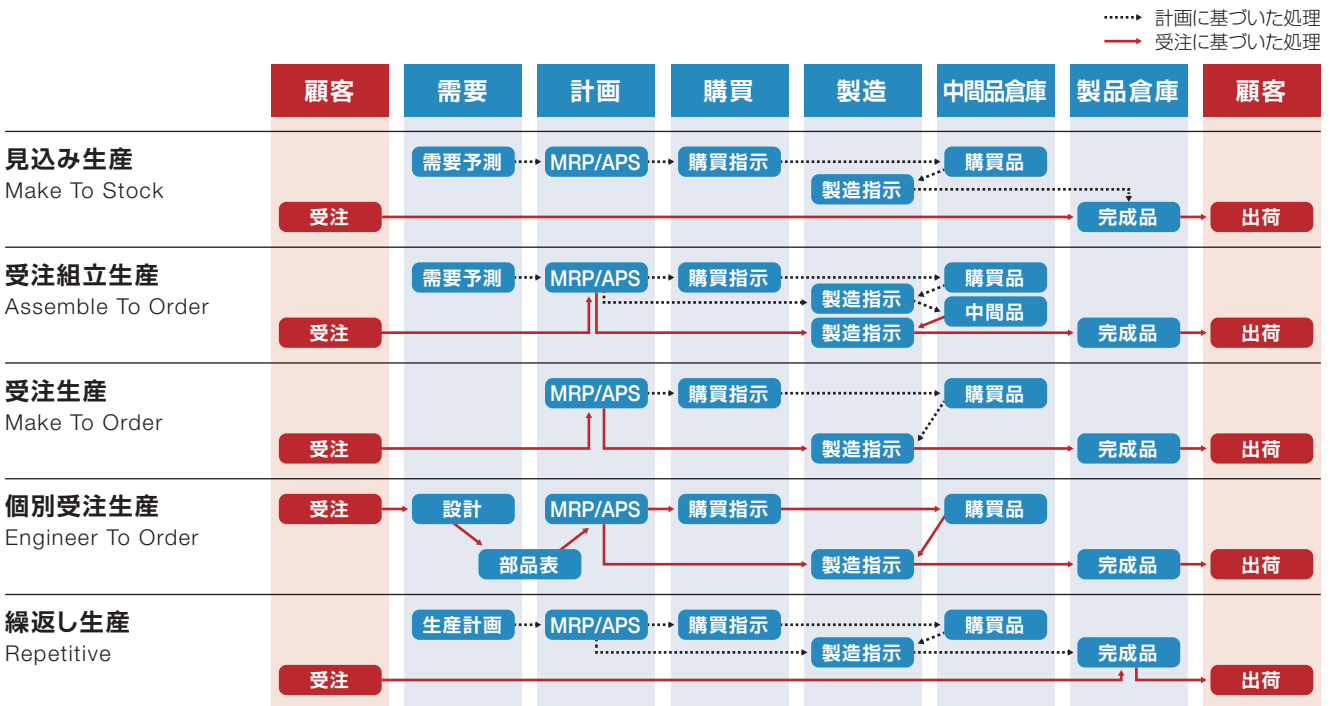 計画に基づいた処理
受注に基づいた処理
顧客 需要 計画 購買 製造 中間品倉庫 製品倉庫 顧客
見込み生産
Make To Stock
需要予測 MRP/APS 購買指示 購買品
製造指示
受注 完成品 出荷
受注組立生産
Assemble To Order
需要予測 MRP/APS 購買指示 購買品
製造指示
中間品
受注 製造指示 完成品 出荷
受注生産
Make To Order
MRP/APS 購買指示 購買品
受注 製造指示 完成品 出荷
個別受注生産
Engineer To Order
受注 設計 MRP/APS 購買指示 購買品
部品表 製造指示 完成品 出荷
繰返し生産
Repetitive
生産計画 MRP/APS 購買指示 購買品
製造指示 完成品
受注 出荷